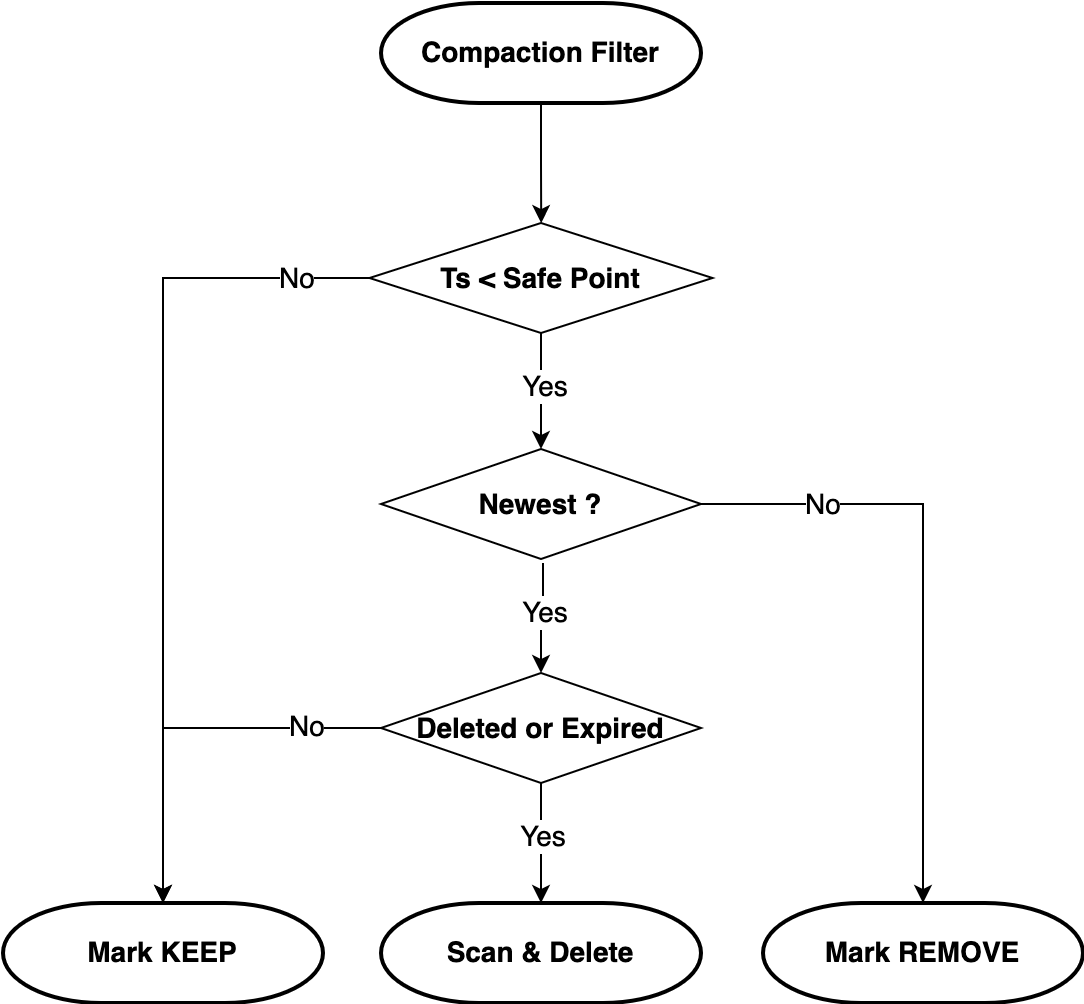 Compaction Filter
Ts < Safe Point
No
Yes
Newest ?
No
Yes
Deleted or Expired
No
Yes
Mark KEEP
Scan & Delete
Mark REMOVE